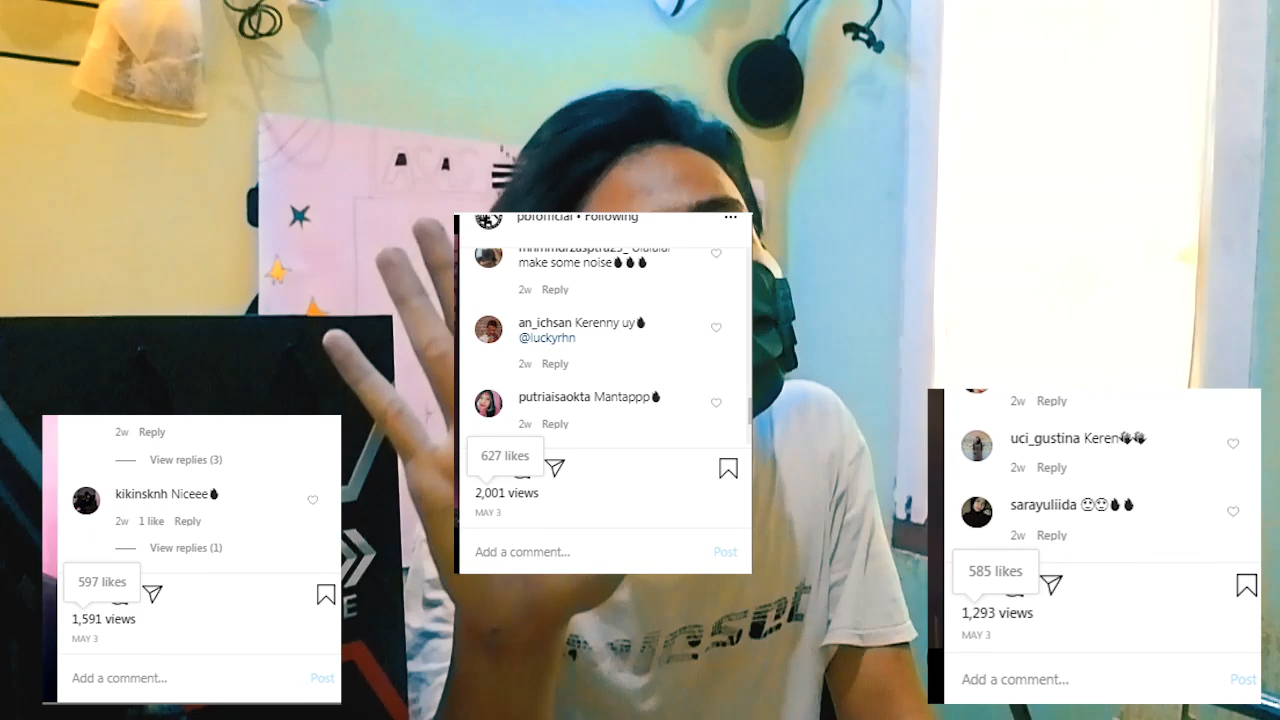 ASAS
pbfofficial • Following
make some noise
2w Reply
an_ichsan Kerenny uy
@luckyrhn
2w Reply
putriaisaokta Mantappp
2w Reply
627 likes
2,001 views
MAY 3
Add a comment... Post
2w Reply
View replies (3)
kikinsknh Niceee
2w 1 like Reply
View replies (1)
597 likes
1,591 views
MAY 3
Add a comment... Post
2w Reply
uci_gustina Keren
2w Reply
sarayuliida
2w Reply
585 likes
1,293 views
MAY 3
Add a comment... Post